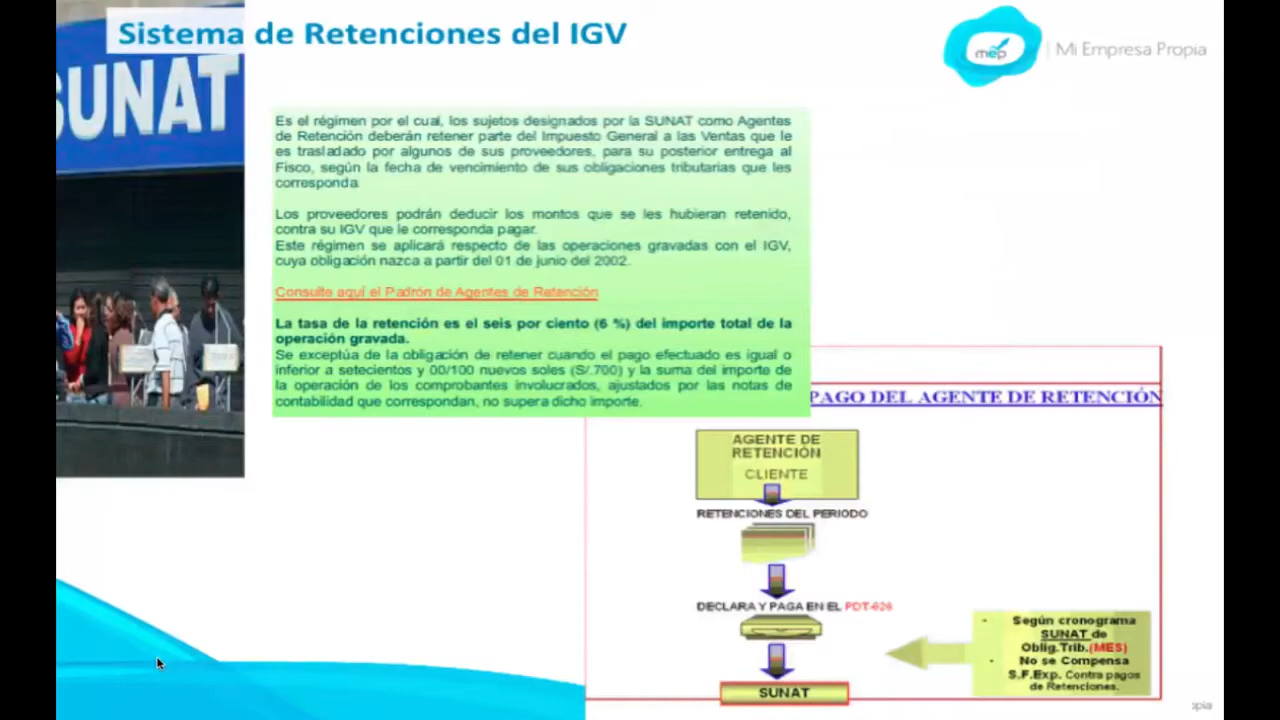 Sistema de Retenciones del IGV
mep
Mi Empresa Propia
SUNAT
Es el régimen por el cual, los sujetos designados por la SUNAT como Agentes
de Retención deberán retener parte del Impuesto General a las Ventas que le
es trasladado por algunos de sus proveedores, para su posterior entrega al
Fisco, según la fecha de vencimiento de sus obligaciones tributarias que les
corresponda
Los proveedores podrán deducir los montos que se les hubieran retenido,
contra su IGV que le corresponda pagar.
Este régimen se aplicará respecto de las operaciones gravadas con el IGV,
cuya obligación nazca a partir del 01 de junio del 2002.
Consulte aquí el Padrón de Agentes de Retención
La tasa de la retención es el seis por ciento (6 %) del importe total de la
operación gravada.
Se exceptúa de la obligación de retener cuando el pago efectuado es igual o
inferior a setecientos y 00/100 nuevos soles (S/.700) y la suma del importe de
la operación de los comprobantes involucrados, ajustados por las notas de
contabilidad que correspondan, no supera dicho importe.
PAGO DEL AGENTE DE RETENCIÓN
AGENTE DE
RETENCIÓN
CLIENTE
RETENCIONES DEL PERIODO
DECLARA Y PAGA EN EL PDT-626
SUNAT
- Según cronograma
SUNAT de
Oblig.Trib.(MES)
- No se Compensa
S.F.Exp. Contra pagos
de Retenciones.
opia